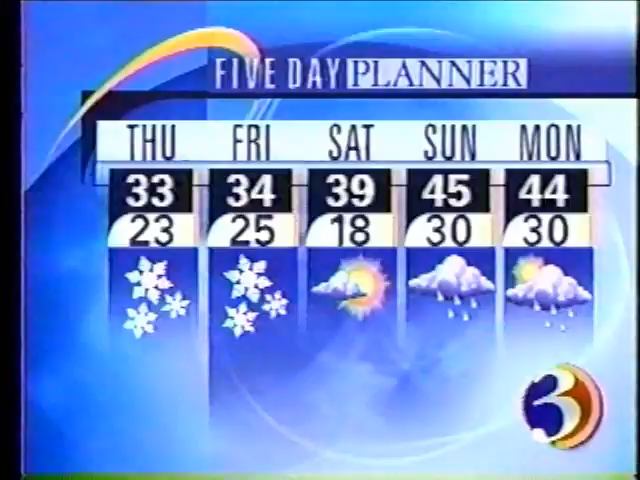 FIVE DAY PLANNER
THU FRI SAT SUN MON
33 34 39 45 44
23 25 18 30 30
3